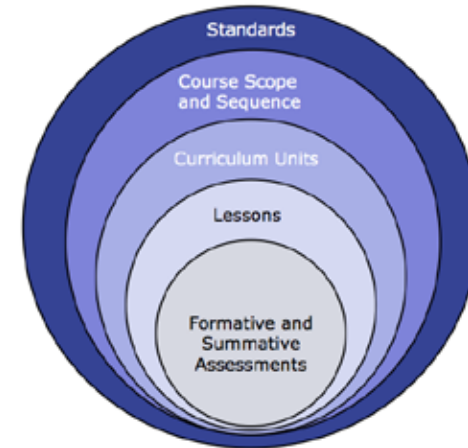 Standards
Course Scope
and Sequence
Curriculum Units
Lessons
Formative and
Summative
Assessments